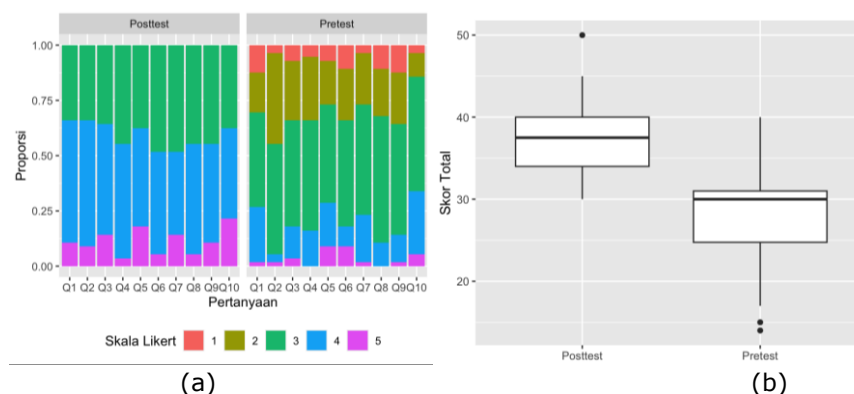 Posttest Pretest
1.00
0.75
0.50
0.25
0.00
Proporsi
Q1 Q2 Q3 Q4 Q5 Q6 Q7 Q8 Q9 Q10 Q1 Q2 Q3 Q4 Q5 Q6 Q7 Q8 Q9 Q10
Pertanyaan
Skala Likert 1 2 3 4 5
(a)
50
40
30
20
Skor Total
Posttest Pretest
(b)